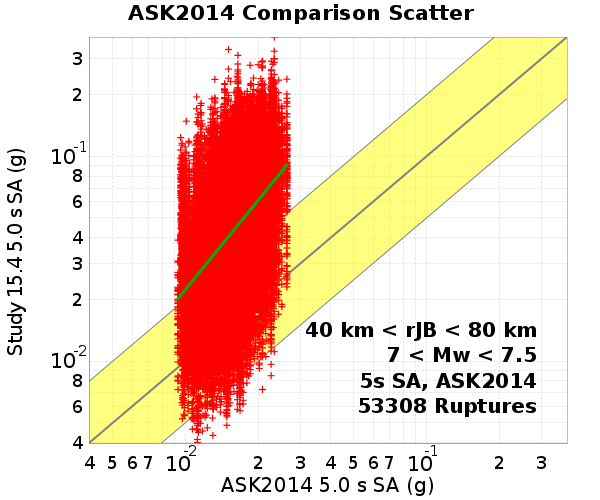 ASK2014 Comparison Scatter
Study 15.4 5.0 s SA (g)
3
2
10-1
8
6
4
3
2
10-2
8
6
4
40 km < rJB < 80 km
7 < Mw < 7.5
5s SA, ASK2014
53308 Ruptures
4 5 6 7 10-2 2 3 4 5 6 7 10-1 2 3
ASK2014 5.0 s SA (g)